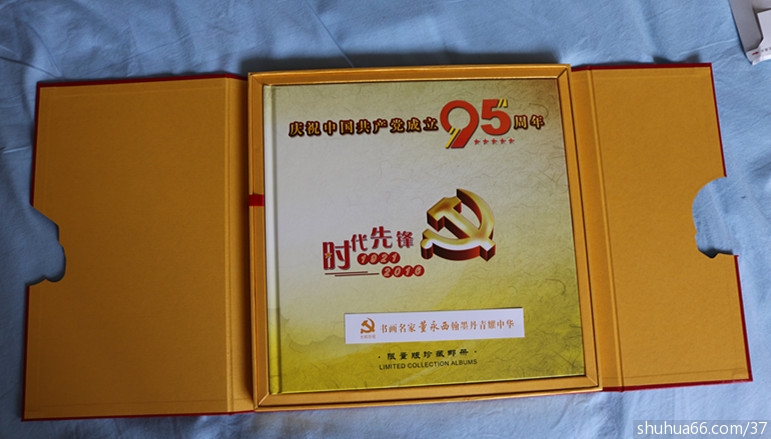 庆祝中国共产党成立95周年
时代先锋
1921
2016
书画名家董永西翰墨丹青耀中华
·限量版珍藏邮册·
LIMITED COLLECTION ALBUMS
shuhua66.com/37